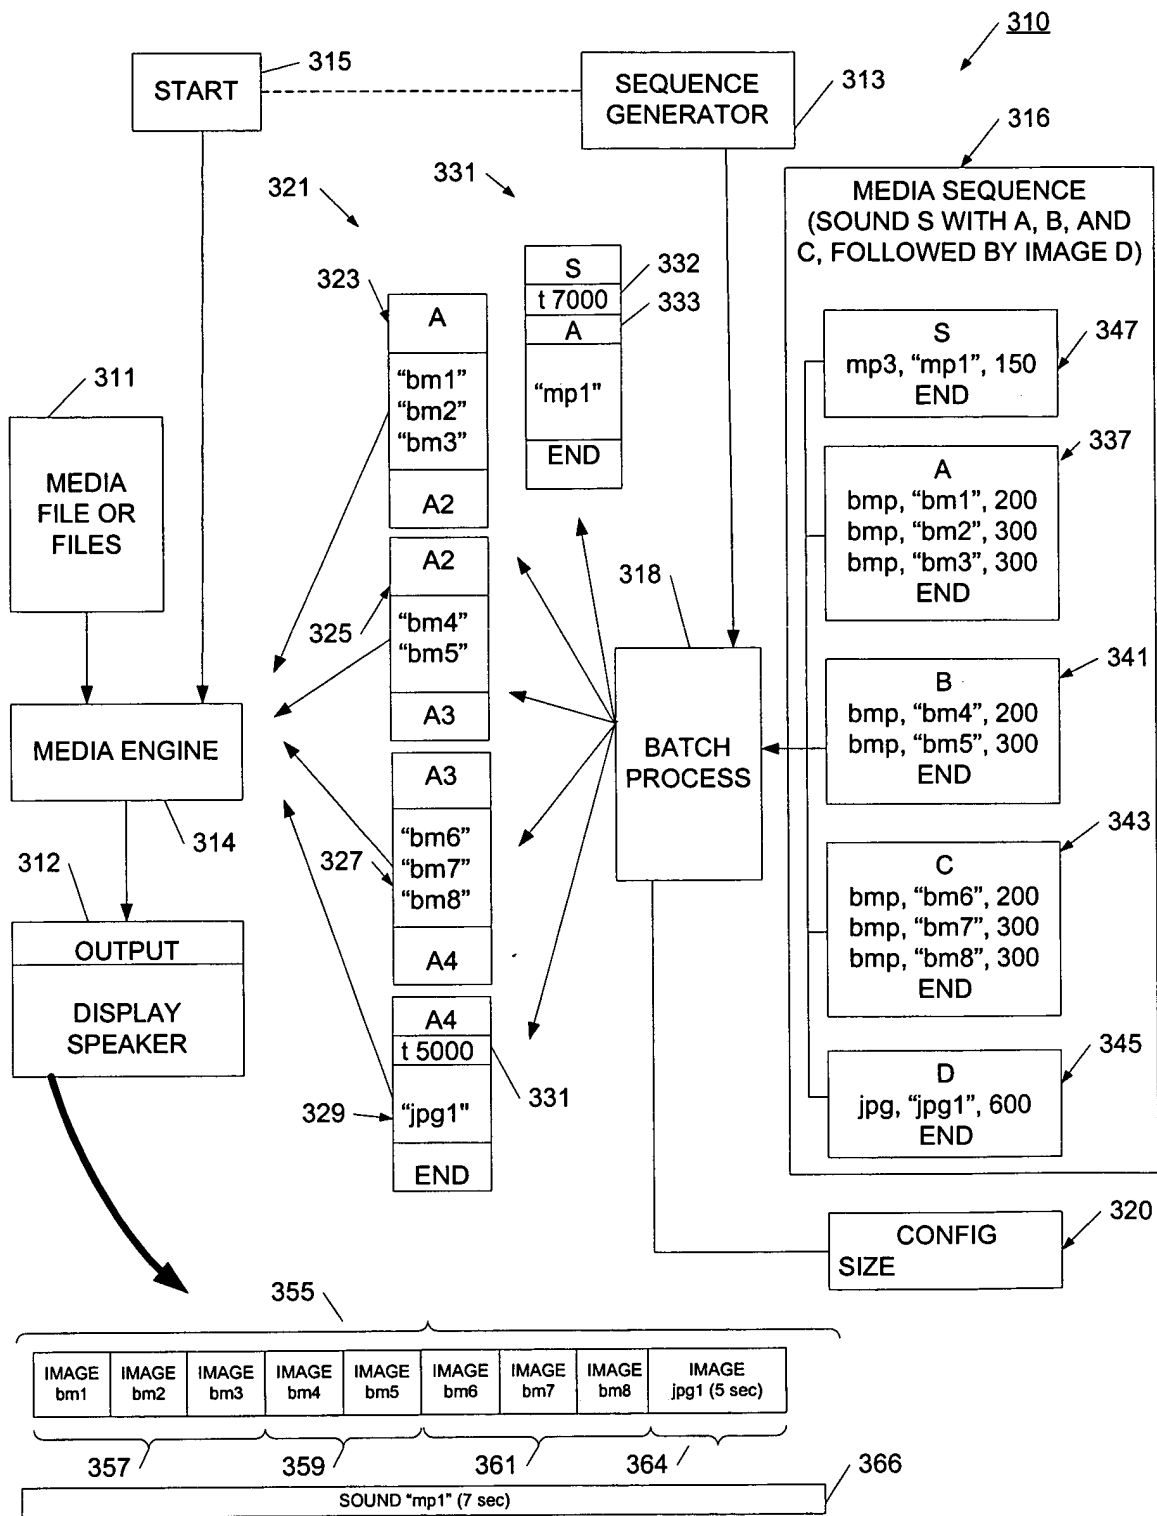 310
START
315
SEQUENCE
GENERATOR
313
316
MEDIA SEQUENCE
(SOUND S WITH A, B, AND
C, FOLLOWED BY IMAGE D)
321
331
S
t 7000
A
"mp1"
END
332
333
323
A
"bm1"
"bm2"
"bm3"
A2
311
MEDIA
FILE OR
FILES
S
mp3, "mp1", 150
END
347
A
bmp, "bm1", 200
bmp, "bm2", 300
bmp, "bm3", 300
END
337
A2
"bm4"
"bm5"
A3
325
318
BATCH
PROCESS
B
bmp, "bm4", 200
bmp, "bm5", 300
END
341
MEDIA ENGINE
314
A3
"bm6"
"bm7"
"bm8"
A4
327
C
bmp, "bm6", 200
bmp, "bm7", 300
bmp, "bm8", 300
END
343
312
OUTPUT
DISPLAY
SPEAKER
A4
t 5000
"jpg1"
END
329
331
D
jpg, "jpg1", 600
END
345
CONFIG
SIZE
320
355
IMAGE bm1
IMAGE bm2
IMAGE bm3
IMAGE bm4
IMAGE bm5
IMAGE bm6
IMAGE bm7
IMAGE bm8
IMAGE jpg1 (5 sec)
357
359
361
364
366
SOUND "mp1" (7 sec)